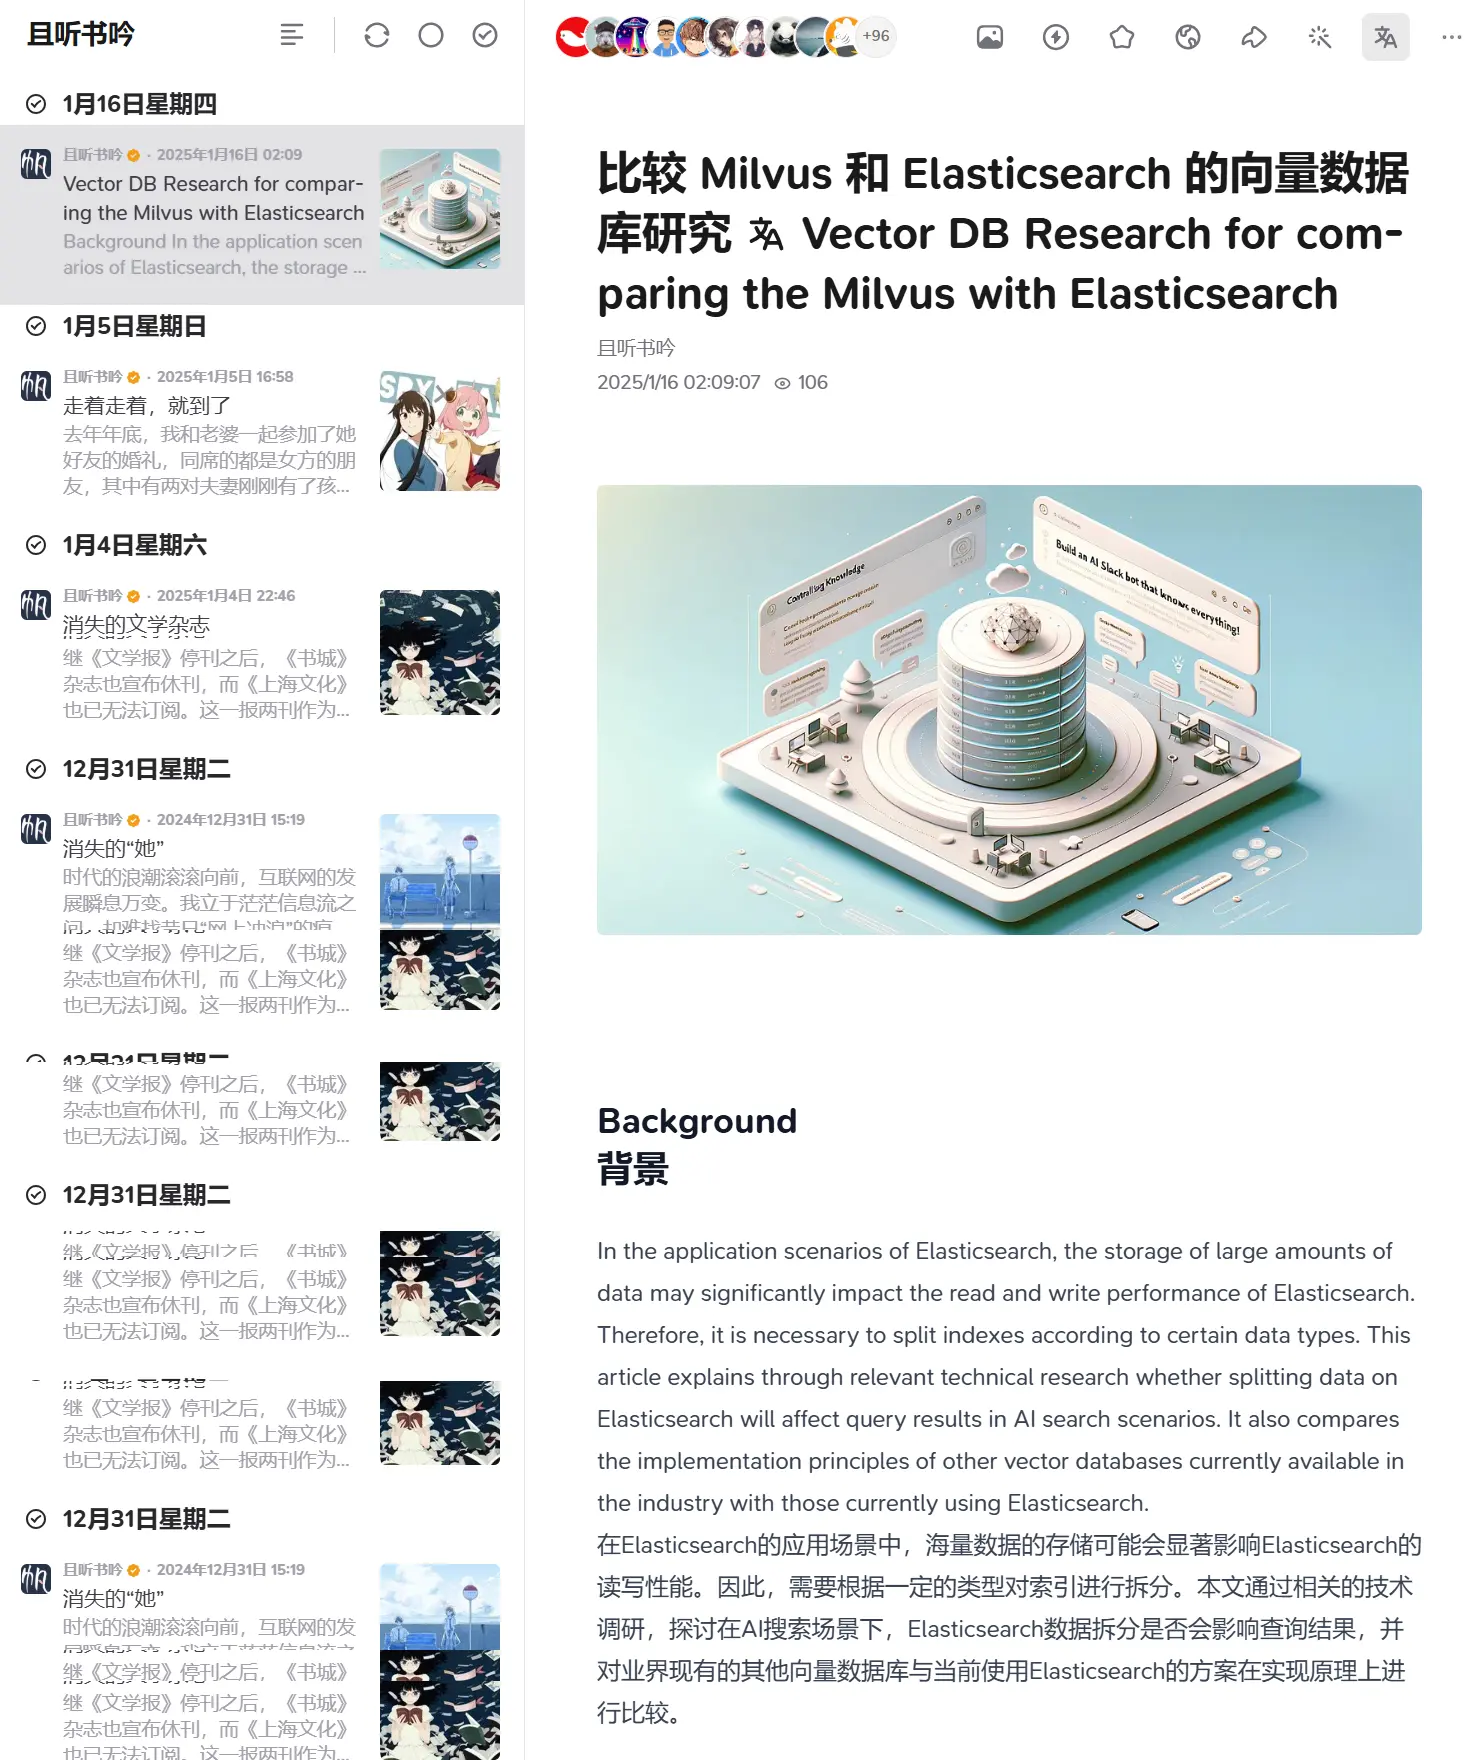 且听书吟
1月16日星期四
且听书吟 · 2025年1月16日 02:09
Vector DB Research for compar-
ing the Milvus with Elasticsearch
Background In the application scen
arios of Elasticsearch, the storage ...
1月5日星期日
且听书吟 · 2025年1月5日 16:58
走着走着，就到了
去年年底，我和老婆一起参加了她
好友的婚礼，同席的都是女方的朋
友，其中有两对夫妻刚刚有了孩...
1月4日星期六
且听书吟 · 2025年1月4日 22:46
消失的文学杂志
继《文学报》停刊之后，《书城》
杂志也宣布休刊，而《上海文化》
也已无法订阅。这一报两刊作为...
12月31日星期二
且听书吟 · 2024年12月31日 15:19
消失的“她”
时代的浪潮滚滚向前，互联网的发
展瞬息万变。我立于茫茫信息流之
继《文学报》停刊之后，《书城》
杂志也宣布休刊，而《上海文化》
也已无法订阅。这一报两刊作为...
12月31日星期二
继《文学报》停刊之后，《书城》
杂志也宣布休刊，而《上海文化》
也已无法订阅。这一报两刊作为...
12月31日星期二
继《文学报》停刊之后，《书城》
继《文学报》停刊之后，《书城》
杂志也宣布休刊，而《上海文化》
也已无法订阅。这一报两刊作为...
继《文学报》停刊之后，《书城》
杂志也宣布休刊，而《上海文化》
也已无法订阅。这一报两刊作为...
12月31日星期二
且听书吟 · 2024年12月31日 15:19
消失的“她”
时代的浪潮滚滚向前，互联网的发
继《文学报》停刊之后，《书城》
继《文学报》停刊之后，《书城》
杂志也宣布休刊，而《上海文化》
也已无法订阅。这一报两刊作为...
+96
比较 Milvus 和 Elasticsearch 的向量数据
库研究 Vector DB Research for com-
paring the Milvus with Elasticsearch
且听书吟
2025/1/16 02:09:07 106
Knowledge
Build an AI Slack bot that knows everything!
Background
背景
In the application scenarios of Elasticsearch, the storage of large amounts of
data may significantly impact the read and write performance of Elasticsearch.
Therefore, it is necessary to split indexes according to certain data types. This
article explains through relevant technical research whether splitting data on
Elasticsearch will affect query results in AI search scenarios. It also compares
the implementation principles of other vector databases currently available in
the industry with those currently using Elasticsearch.
在Elasticsearch的应用场景中，海量数据的存储可能会显著影响Elasticsearch的
读写性能。因此，需要根据一定的类型对索引进行拆分。本文通过相关的技术
调研，探讨在AI搜索场景下，Elasticsearch数据拆分是否会影响查询结果，并
对业界现有的其他向量数据库与当前使用Elasticsearch的方案在实现原理上进
行比较。